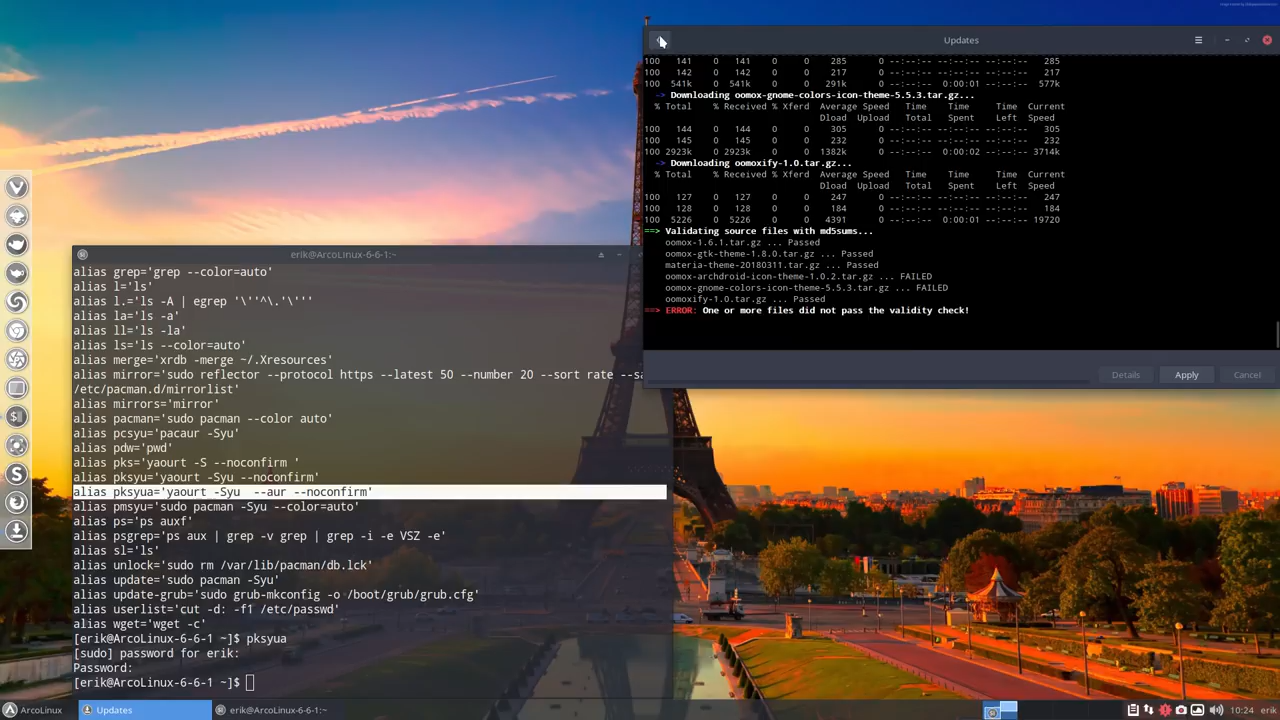 Updates
100 141 0 141 0 0 285 0 --:--:-- --:--:-- --:--:-- 285
100 142 0 142 0 0 217 0 --:--:-- --:--:-- --:--:-- 217
100 541k 0 541k 0 0 291k 0 --:--:-- 0:00:01 --:--:-- 577k
-> Downloading oomox-gnome-colors-icon-theme-5.5.3.tar.gz...
% Total % Received % Xferd Average Speed Time Time Time Current
Dload Upload Total Spent Left Speed
100 144 0 144 0 0 305 0 --:--:-- --:--:-- --:--:-- 305
100 145 0 145 0 0 232 0 --:--:-- --:--:-- --:--:-- 232
100 2923k 0 2923k 0 0 1382k 0 --:--:-- 0:00:02 --:--:-- 3714k
-> Downloading oomoxify-1.0.tar.gz...
% Total % Received % Xferd Average Speed Time Time Time Current
Dload Upload Total Spent Left Speed
100 127 0 127 0 0 247 0 --:--:-- --:--:-- --:--:-- 247
100 128 0 128 0 0 184 0 --:--:-- --:--:-- --:--:-- 184
100 5226 0 5226 0 0 4391 0 --:--:-- 0:00:01 --:--:-- 19720
==> Validating source files with md5sums...
oomox-1.6.1.tar.gz ... Passed
oomox-gtk-theme-1.8.0.tar.gz ... Passed
materia-theme-20180311.tar.gz ... Passed
oomox-archdroid-icon-theme-1.0.2.tar.gz ... FAILED
oomox-gnome-colors-icon-theme-5.5.3.tar.gz ... FAILED
oomoxify-1.0.tar.gz ... Passed
==> ERROR: One or more files did not pass the validity check!
Details Apply Cancel
erik@ArcoLinux-6-6-1:~
alias grep='grep --color=auto'
alias l='ls'
alias l.='ls -A | egrep '\''^\.'\'''
alias la='ls -a'
alias ll='ls -la'
alias ls='ls --color=auto'
alias merge='xrdb -merge ~/.Xresources'
alias mirror='sudo reflector --protocol https --latest 50 --number 20 --sort rate --sa
/etc/pacman.d/mirrorlist'
alias mirrors='mirror'
alias pacman='sudo pacman --color auto'
alias pcsyu='pacaur -Syu'
alias pdw='pwd'
alias pks='yaourt -S --noconfirm '
alias pksyu='yaourt -Syu --noconfirm'
alias pksyua='yaourt -Syu  --aur --noconfirm'
alias pmsyu='sudo pacman -Syu --color=auto'
alias ps='ps auxf'
alias psgrep='ps aux | grep -v grep | grep -i -e VSZ -e'
alias sl='ls'
alias unlock='sudo rm /var/lib/pacman/db.lck'
alias update='sudo pacman -Syu'
alias update-grub='sudo grub-mkconfig -o /boot/grub/grub.cfg'
alias userlist='cut -d: -f1 /etc/passwd'
alias wget='wget -c'
[erik@ArcoLinux-6-6-1 ~]$ pksyua
[sudo] password for erik:
Password:
[erik@ArcoLinux-6-6-1 ~]$
ArcoLinux Updates erik@ArcoLinux-6-6-1:~ 10:24 erik